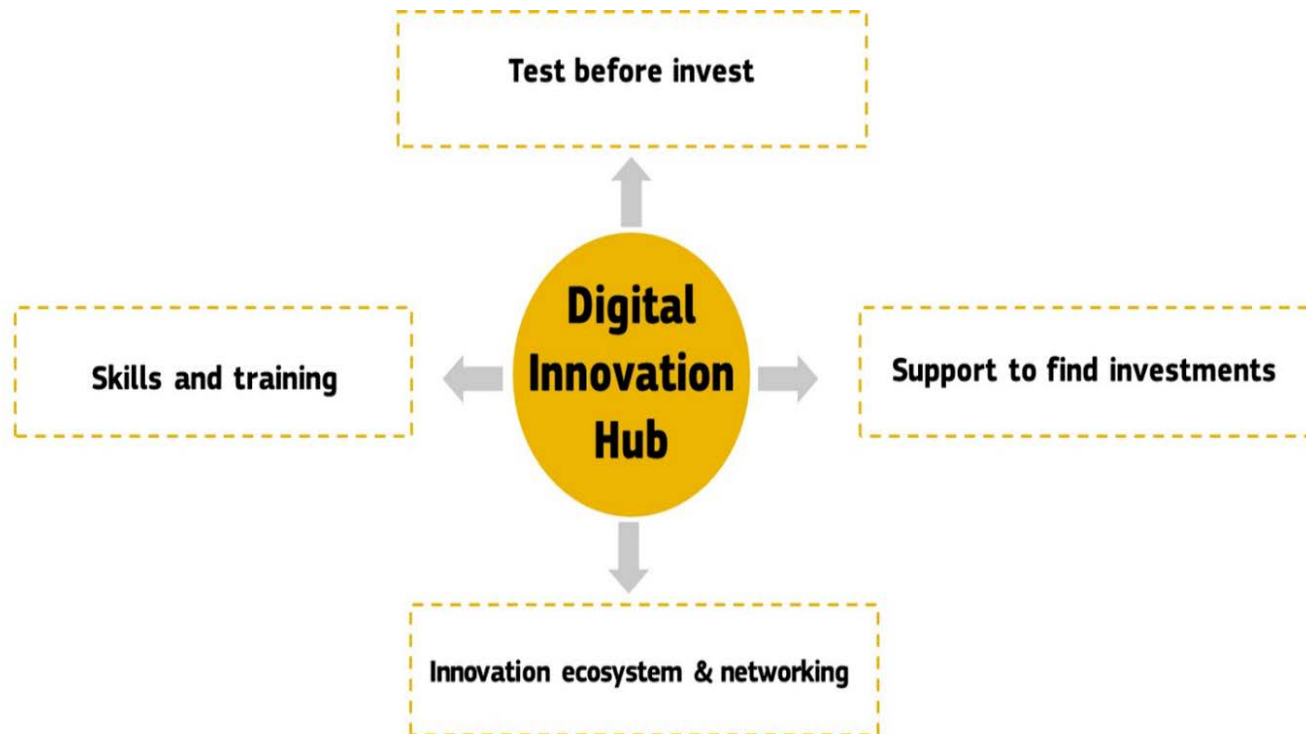 Test before invest
Skills and training
Digital
Innovation
Hub
Support to find investments
Innovation ecosystem & networking